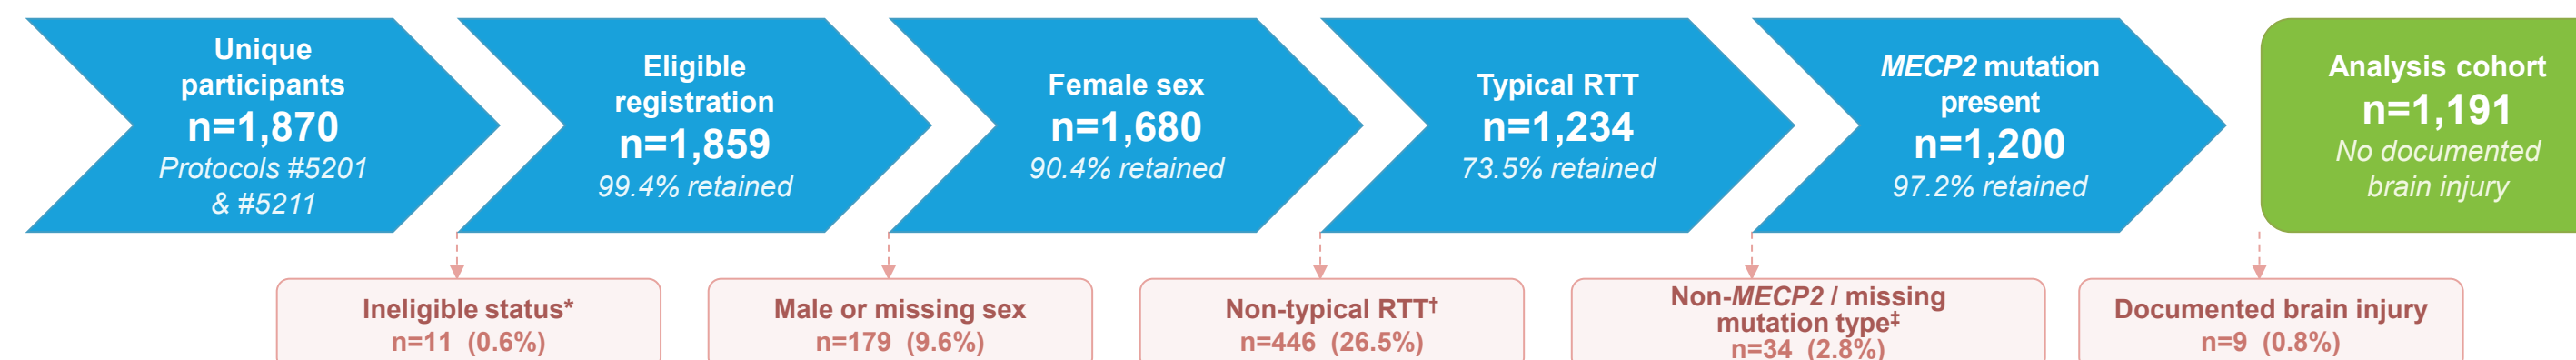 Unique
participants
n=1,870
Protocols #5201
& #5211
Eligible
registration
n=1,859
99.4% retained
Female sex
n=1,680
90.4% retained
Typical RTT
n=1,234
73.5% retained
MECP2 mutation
present
n=1,200
97.2% retained
Analysis cohort
n=1,191
No documented
brain injury
Ineligible status*
n=11 (0.6%)
Male or missing sex
n=179 (9.6%)
Non-typical RTT†
n=446 (26.5%)
Non-MECP2 / missing
mutation type‡
n=34 (2.8%)
Documented brain injury
n=9 (0.8%)